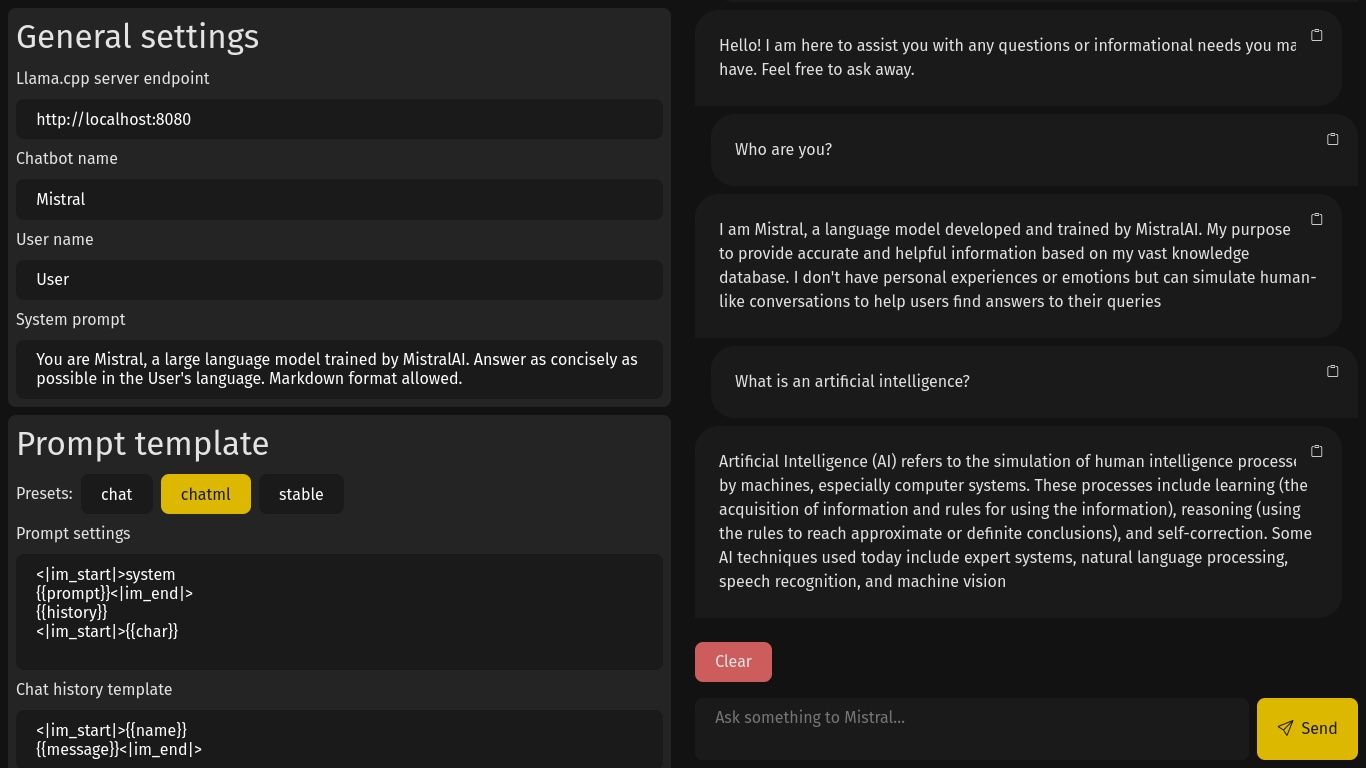 General settings
Llama.cpp server endpoint
http://localhost:8080
Chatbot name
Mistral
User name
User
System prompt
You are Mistral, a large language model trained by MistralAI. Answer as concisely as
possible in the User's language. Markdown format allowed.
Prompt template
Presets: chat chatml stable
Prompt settings
<|im_start|>system
{{prompt}}<|im_end|>
{{history}}
<|im_start|>{{char}}
Chat history template
<|im_start|>{{name}}
{{message}}<|im_end|>
Hello! I am here to assist you with any questions or informational needs you ma
have. Feel free to ask away.
Who are you?
I am Mistral, a language model developed and trained by MistralAI. My purpose
to provide accurate and helpful information based on my vast knowledge
database. I don't have personal experiences or emotions but can simulate human-
like conversations to help users find answers to their queries
What is an artificial intelligence?
Artificial Intelligence (AI) refers to the simulation of human intelligence processe
by machines, especially computer systems. These processes include learning (the
acquisition of information and rules for using the information), reasoning (using
the rules to reach approximate or definite conclusions), and self-correction. Some
AI techniques used today include expert systems, natural language processing,
speech recognition, and machine vision
Clear
Ask something to Mistral...
Send